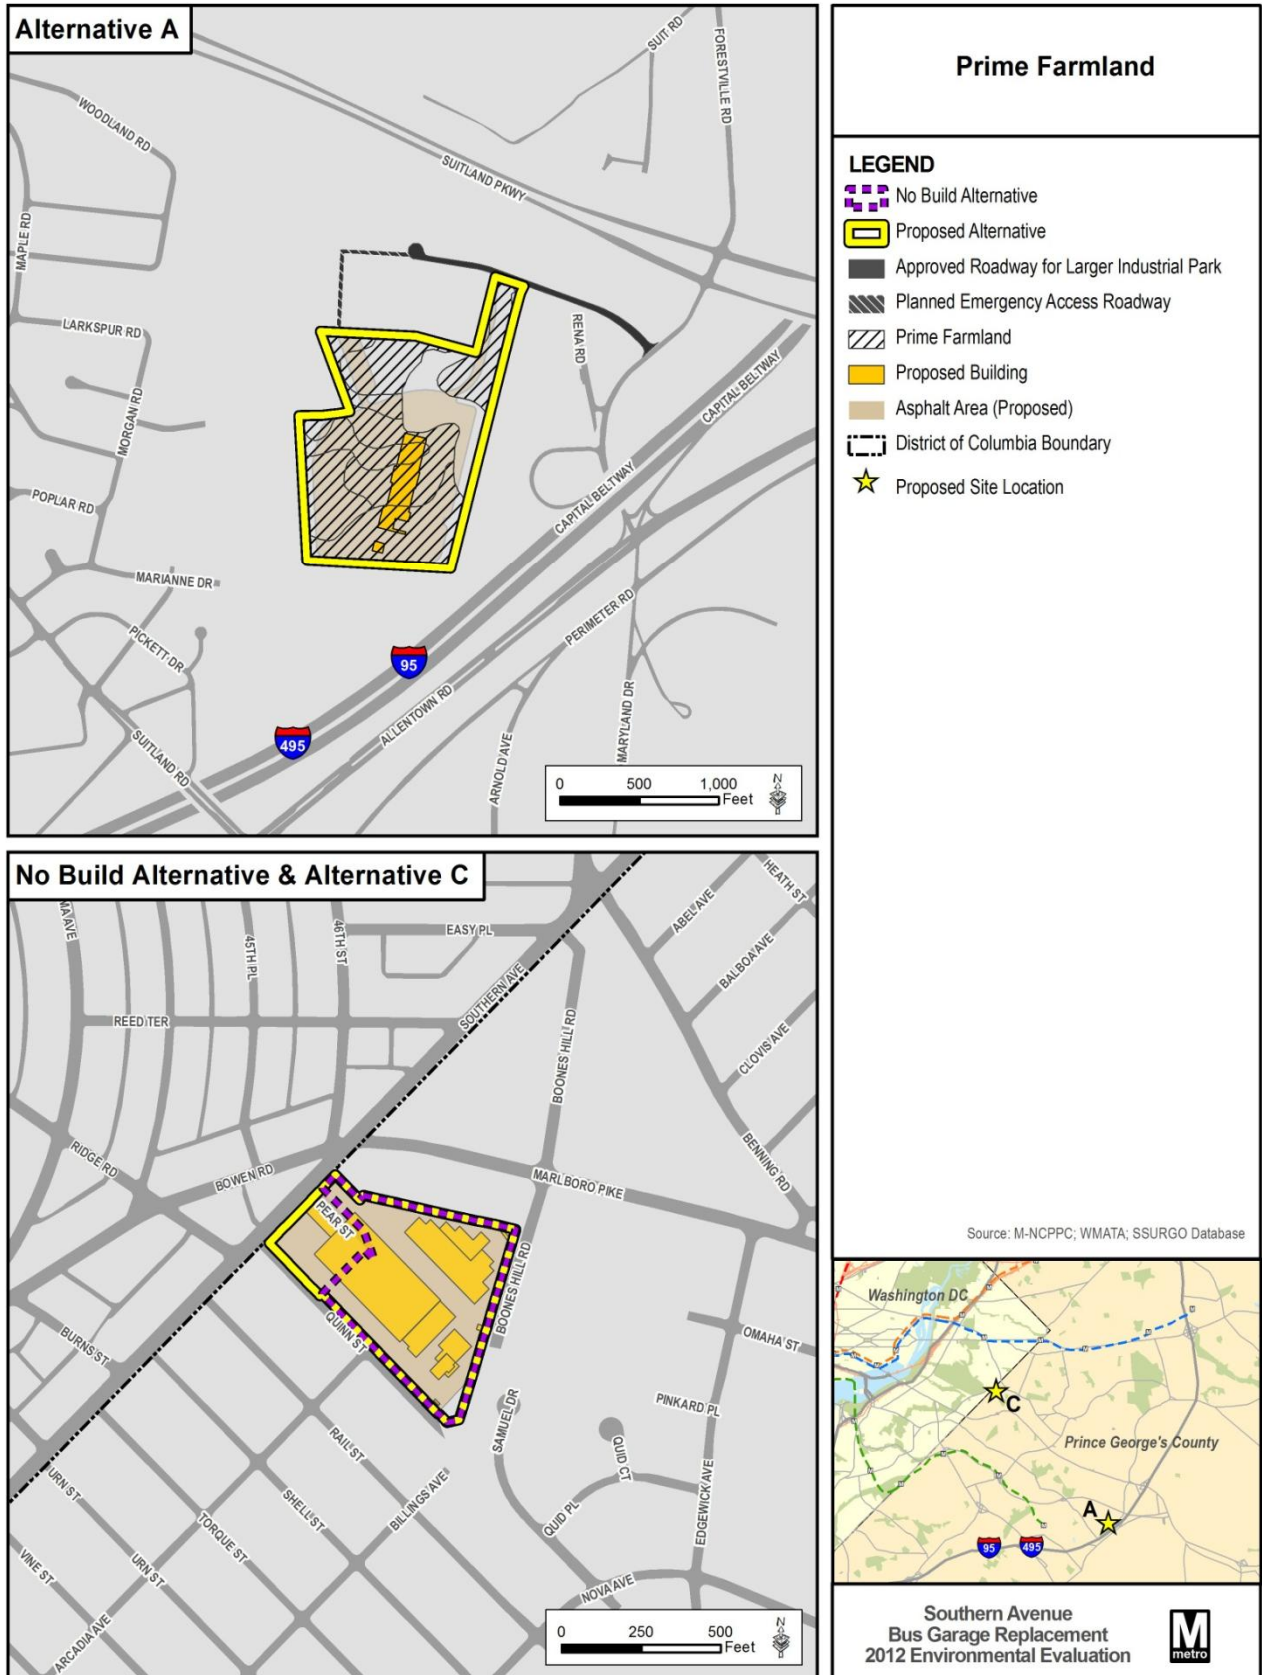 Alternative A
SUIT RD
FORESTVILLE RD
WOODLAND RD
SUITLAND PKWY
MAPLE RD
LARKSPUR RD
RENA RD
MORGAN RD
CAPITAL BELTWAY
CAPITAL BELTWAY
POPLAR RD
MARIANNE DR
PICKETT DR
PERIMETER RD
95
ALLENTOWN RD
MARYLAND DR
SUITLAND RD
495
ARNOLD AVE
0 500 1,000
Feet
N
No Build Alternative & Alternative C
MA AVE
45TH PL
46TH ST
EASY PL
ABEL AVE
HEATH ST
BALBOA AVE
SOUTHERN AVE
REED TER
BOONES HILL RD
CLOVIS AVE
BENNING RD
RIDGE RD
BOWEN RD
MARLBORO PIKE
PEAR ST
BOONES HILL RD
QUINN ST
OMAHA ST
BURNS ST
PINKARD PL
SAMUEL DR
QUID CT
RAIL ST
EDGEWICK AVE
BILLINGS AVE
SHELL ST
QUID PL
URN ST
TORQUE ST
URN ST
VINE ST
NOVA AVE
ARCADIA AVE
0 250 500
Feet
N
Prime Farmland
LEGEND
No Build Alternative
Proposed Alternative
Approved Roadway for Larger Industrial Park
Planned Emergency Access Roadway
Prime Farmland
Proposed Building
Asphalt Area (Proposed)
District of Columbia Boundary
Proposed Site Location
Source: M-NCPPC; WMATA; SSURGO Database
Washington DC
C
Prince George's County
A
95 495
Southern Avenue
Bus Garage Replacement
2012 Environmental Evaluation
M
metro